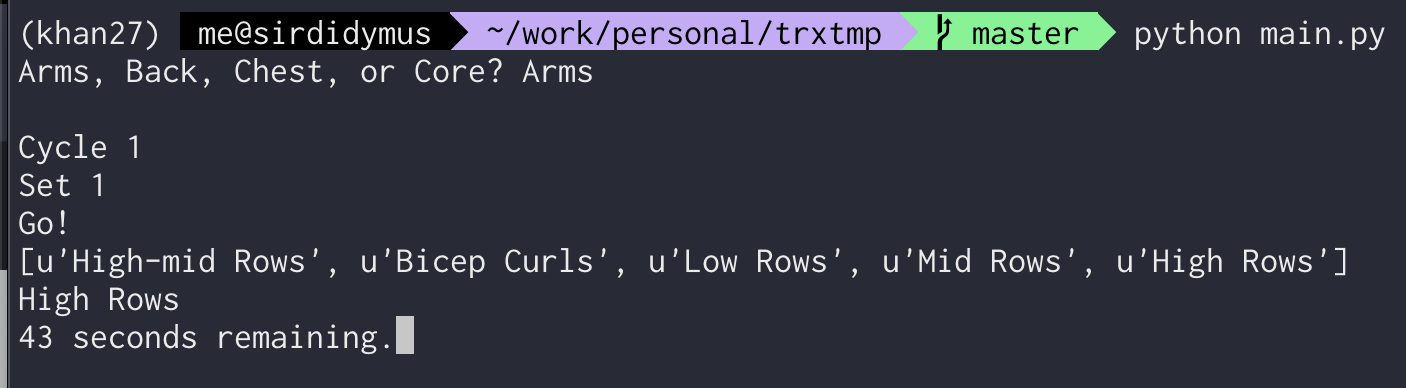 (khan27) me@sirdidymus ~/work/personal/trxtmp master python main.py
Arms, Back, Chest, or Core? Arms
Cycle 1
Set 1
Go!
[u'High-mid Rows', u'Bicep Curls', u'Low Rows', u'Mid Rows', u'High Rows']
High Rows
43 seconds remaining.